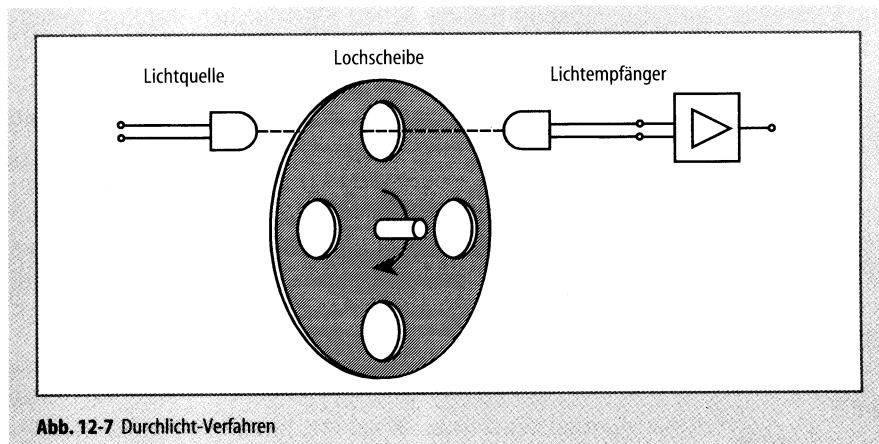 Lichtquelle
Lochscheibe
Lichtempfänger
Abb. 12-7 Durchlicht-Verfahren